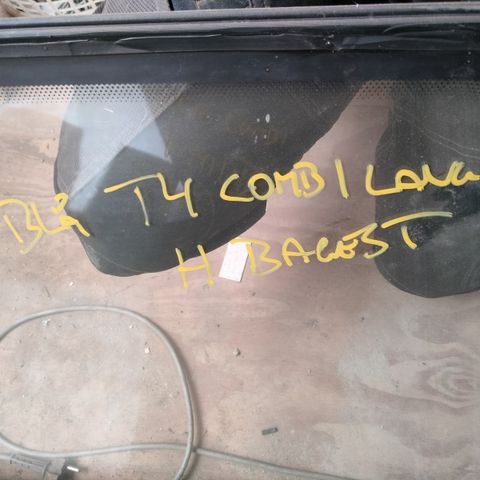 T4 COMBI LANG
H BAGEST